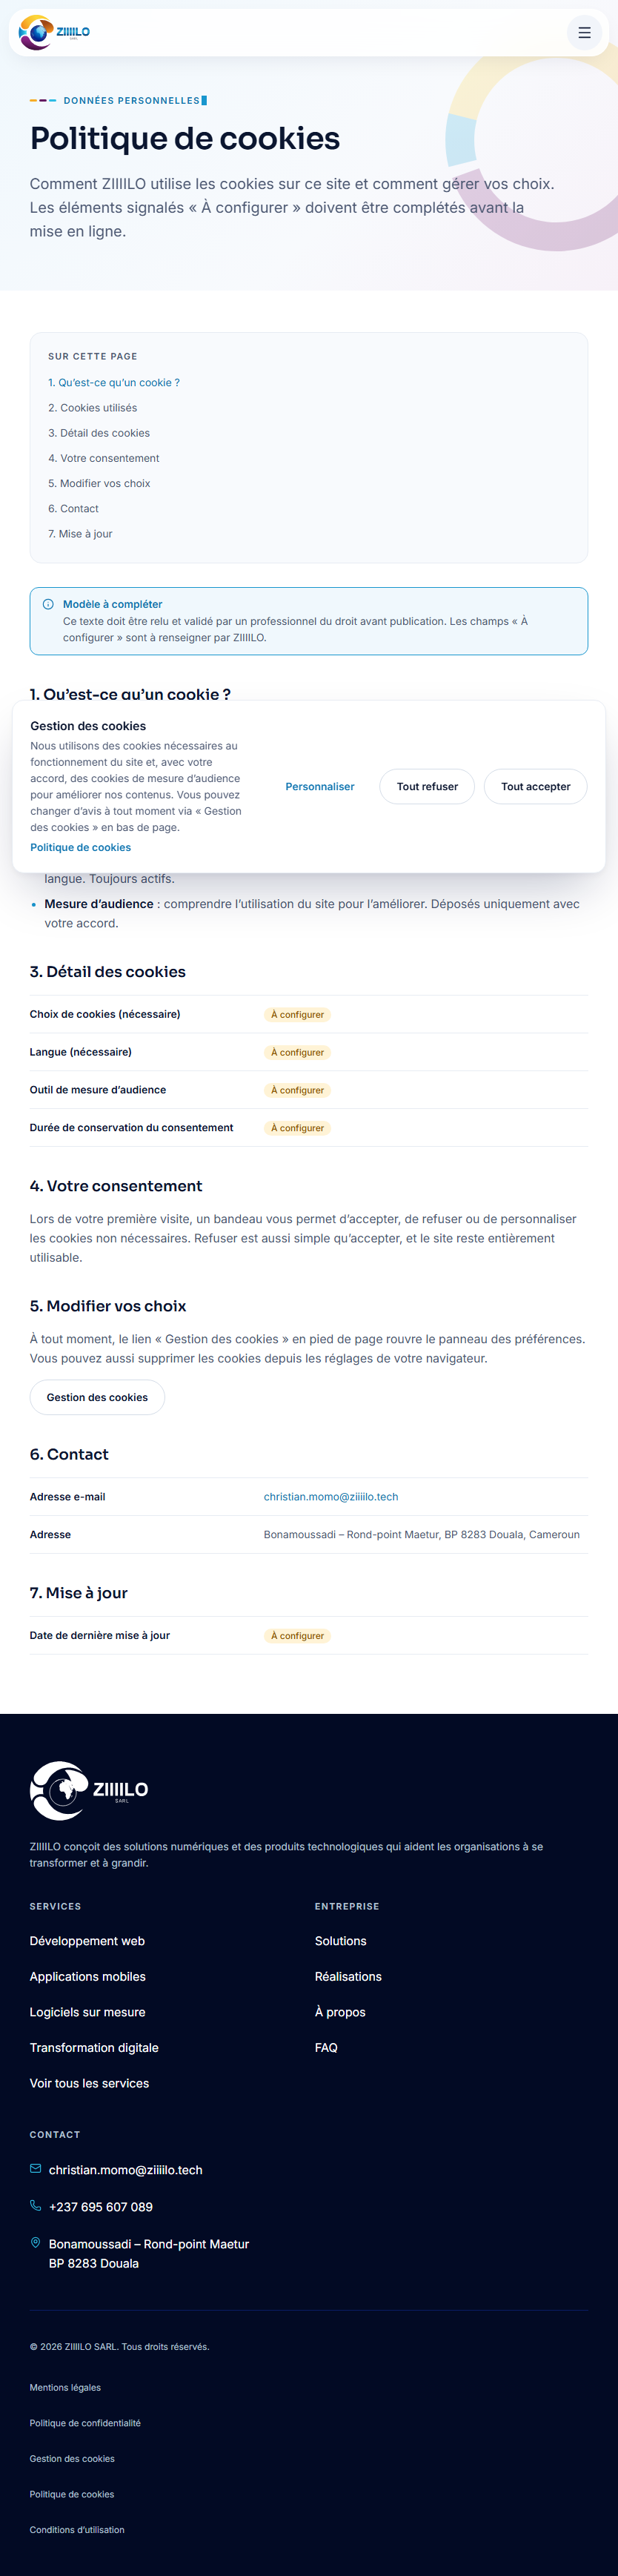 ZIIIILO
SARL
DONNÉES PERSONNELLES
Politique de cookies
Comment ZIIIILO utilise les cookies sur ce site et comment gérer vos choix.
Les éléments signalés « À configurer » doivent être complétés avant la
mise en ligne.
SUR CETTE PAGE
1. Qu’est-ce qu’un cookie ?
2. Cookies utilisés
3. Détail des cookies
4. Votre consentement
5. Modifier vos choix
6. Contact
7. Mise à jour
Modèle à compléter
Ce texte doit être relu et validé par un professionnel du droit avant publication. Les champs « À
configurer » sont à renseigner par ZIIIILO.
1. Qu’est-ce qu’un cookie ?
Gestion des cookies
Nous utilisons des cookies nécessaires au
fonctionnement du site et, avec votre
accord, des cookies de mesure d’audience
pour améliorer nos contenus. Vous pouvez
changer d’avis à tout moment via « Gestion
des cookies » en bas de page.
Politique de cookies
Personnaliser
Tout refuser
Tout accepter
langue. Toujours actifs.
• Mesure d’audience : comprendre l’utilisation du site pour l’améliorer. Déposés uniquement avec
votre accord.
3. Détail des cookies
Choix de cookies (nécessaire) À configurer
Langue (nécessaire) À configurer
Outil de mesure d’audience À configurer
Durée de conservation du consentement À configurer
4. Votre consentement
Lors de votre première visite, un bandeau vous permet d’accepter, de refuser ou de personnaliser
les cookies non nécessaires. Refuser est aussi simple qu’accepter, et le site reste entièrement
utilisable.
5. Modifier vos choix
À tout moment, le lien « Gestion des cookies » en pied de page rouvre le panneau des préférences.
Vous pouvez aussi supprimer les cookies depuis les réglages de votre navigateur.
Gestion des cookies
6. Contact
Adresse e-mail christian.momo@ziiiilo.tech
Adresse Bonamoussadi – Rond-point Maetur, BP 8283 Douala, Cameroun
7. Mise à jour
Date de dernière mise à jour À configurer
ZIIIILO
SARL
ZIIIILO conçoit des solutions numériques et des produits technologiques qui aident les organisations à se
transformer et à grandir.
SERVICES
Développement web
Applications mobiles
Logiciels sur mesure
Transformation digitale
Voir tous les services
ENTREPRISE
Solutions
Réalisations
À propos
FAQ
CONTACT
christian.momo@ziiiilo.tech
+237 695 607 089
Bonamoussadi – Rond-point Maetur
BP 8283 Douala
© 2026 ZIIIILO SARL. Tous droits réservés.
Mentions légales
Politique de confidentialité
Gestion des cookies
Politique de cookies
Conditions d’utilisation